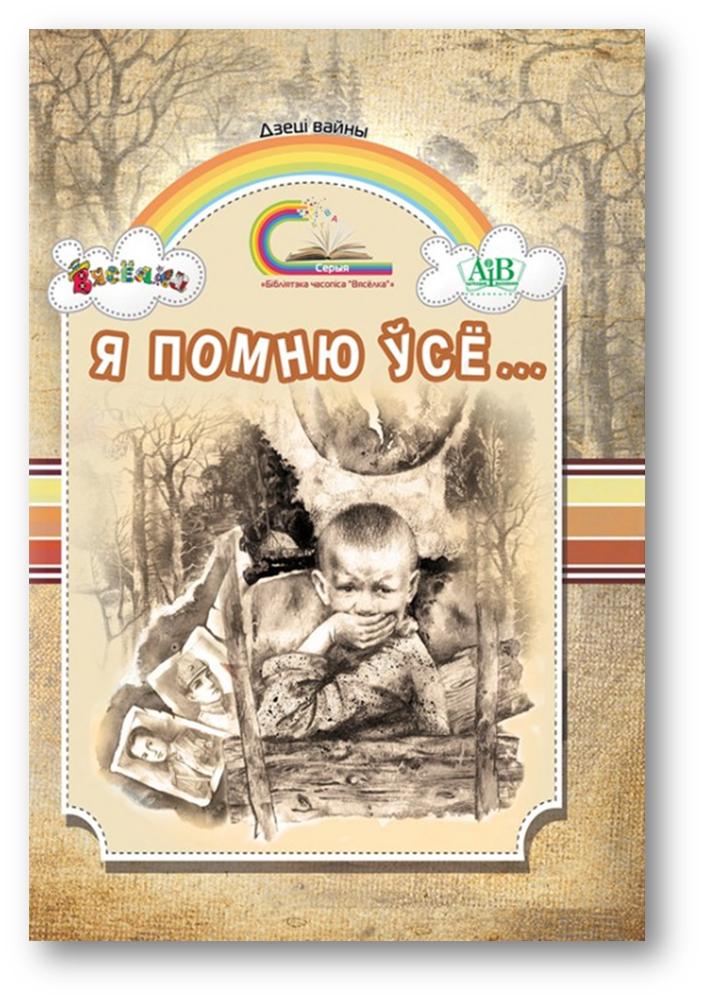 Дзеці вайны
Серыя
«Бібліятэка часопіса "Вясёлка"»
Вясёлка
АіВ
Я ПОМНЮ ЎСЁ...